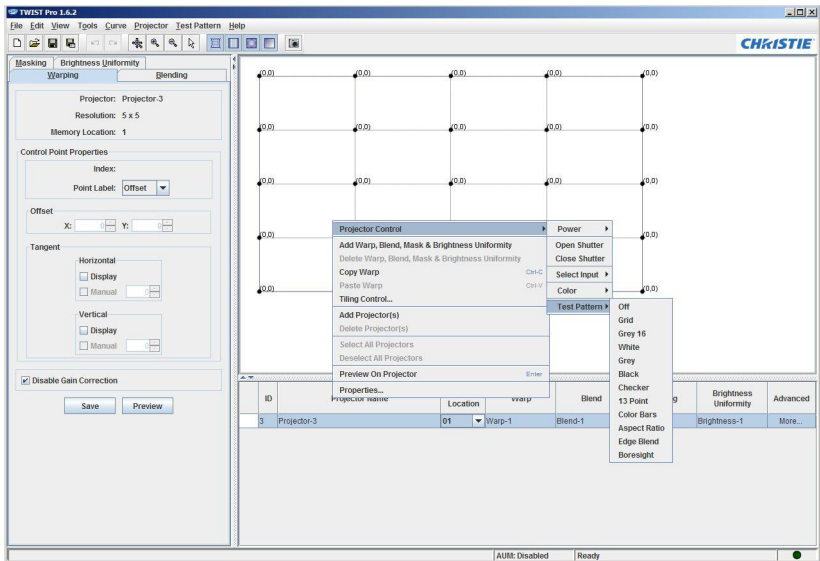 TWIST Pro 1.6.2
File Edit View Tools Curve Projector Test Pattern Help
CHRISTIE
Masking Brightness Uniformity
Warping Blending
Projector: Projector-3
Resolution: 5 x 5
Memory Location: 1
Control Point Properties
Index:
Point Label: Offset
Offset
X: 0 Y: 0
Tangent
Horizontal
Display
Manual 0
Vertical
Display
Manual 0
Disable Gain Correction
Save Preview
(0,0) (0,0) (0,0) (0,0) (0,0)
(0,0) (0,0) (0,0) (0,0) (0,0)
(0,0) (0,0) (0,0) (0,0) (0,0)
(0,0) (0,0)
(0,0) (0,0)
Projector Control
Add Warp, Blend, Mask & Brightness Uniformity
Delete Warp, Blend, Mask & Brightness Uniformity
Copy Warp Ctrl-C
Paste Warp Ctrl-V
Tiling Control...
Add Projector(s)
Delete Projector(s)
Select All Projectors
Deselect All Projectors
Preview On Projector Enter
Properties...
Power
Open Shutter
Close Shutter
Select Input
Color
Test Pattern
Off
Grid
Grey 16
White
Grey
Black
Checker
13 Point
Color Bars
Aspect Ratio
Edge Blend
Boresight
ID Projector Name Location Warp Blend Brightness Uniformity Advanced
3 Projector-3 01 Warp-1 Blend-1 Brightness-1 More...
AUM: Disabled Ready